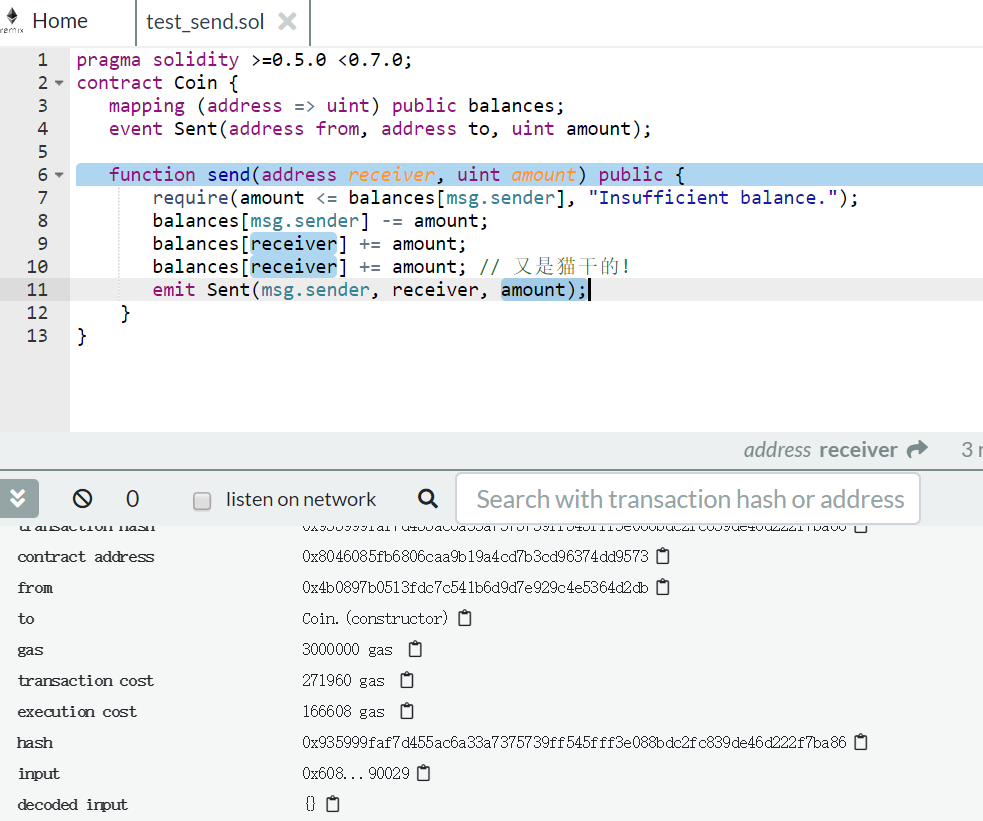 remix Home test_send.sol
1 pragma solidity >=0.5.0 <0.7.0;
2 contract Coin {
3 mapping (address => uint) public balances;
4 event Sent(address from, address to, uint amount);
5
6 function send(address receiver, uint amount) public {
7 require(amount <= balances[msg.sender], "Insufficient balance.");
8 balances[msg.sender] -= amount;
9 balances[receiver] += amount;
10 balances[receiver] += amount; // 又是猫干的!
11 emit Sent(msg.sender, receiver, amount);
12 }
13 }
address receiver 3
0 listen on network Search with transaction hash or address
transaction hash
contract address 0x8046085fb6806caa9b19a4cd7b3cd96374dd9573
from 0x4b0897b0513fdc7c541b6d9d7e929c4e5364d2db
to Coin.(constructor)
gas 3000000 gas
transaction cost 271960 gas
execution cost 166608 gas
hash 0x935999faf7d455ac6a33a7375739ff545fff3e088bdc2fc839de46d222f7ba86
input 0x608...90029
decoded input {}